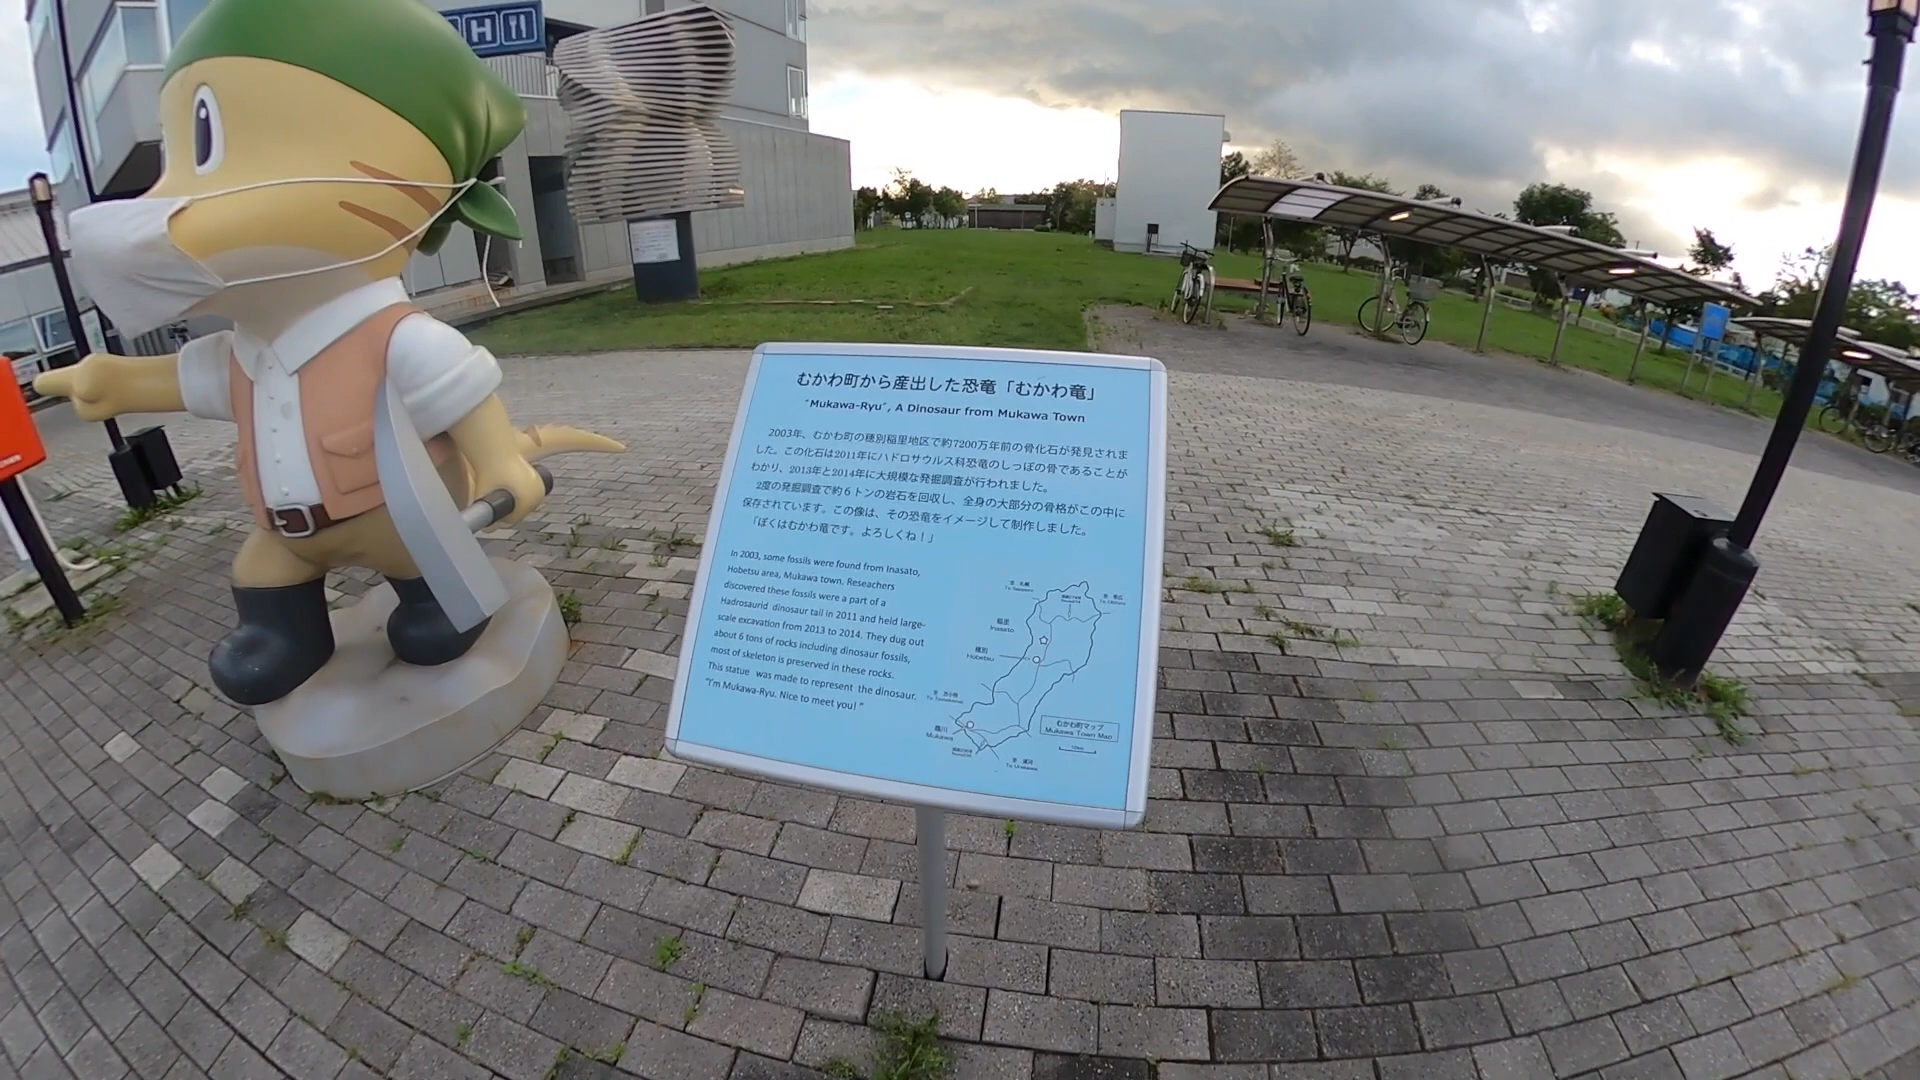 H
むかわ町から産出した恐竜「むかわ竜」
"Mukawa-Ryu", A Dinosaur from Mukawa Town
2003年、むかわ町の穂別稲里地区で約7200万年前の骨化石が発見されま
した。この化石は2011年にハドロサウルス科恐竜のしっぽの骨であることが
わかり、2013年と2014年に大規模な発掘調査が行われました。
2度の発掘調査で約6トンの岩石を回収し、全身の大部分の骨格がこの中に
保存されています。この像は、その恐竜をイメージして制作しました。
「ぼくはむかわ竜です。よろしくね！」
In 2003, some fossils were found from Inasato,
Hobetsu area, Mukawa town. Reseachers
discovered these fossils were a part of a
Hadrosaurid dinosaur tail in 2011 and held large-
scale excavation from 2013 to 2014. They dug out
about 6 tons of rocks including dinosaur fossils,
most of skeleton is preserved in these rocks.
This statue was made to represent the dinosaur.
"I'm Mukawa-Ryu. Nice to meet you! "
稲里
Inasato
穂別
Hobetsu
鵡川
Mukawa
To Urakawa
むかわ町マップ
Mukawa Town Map
10km